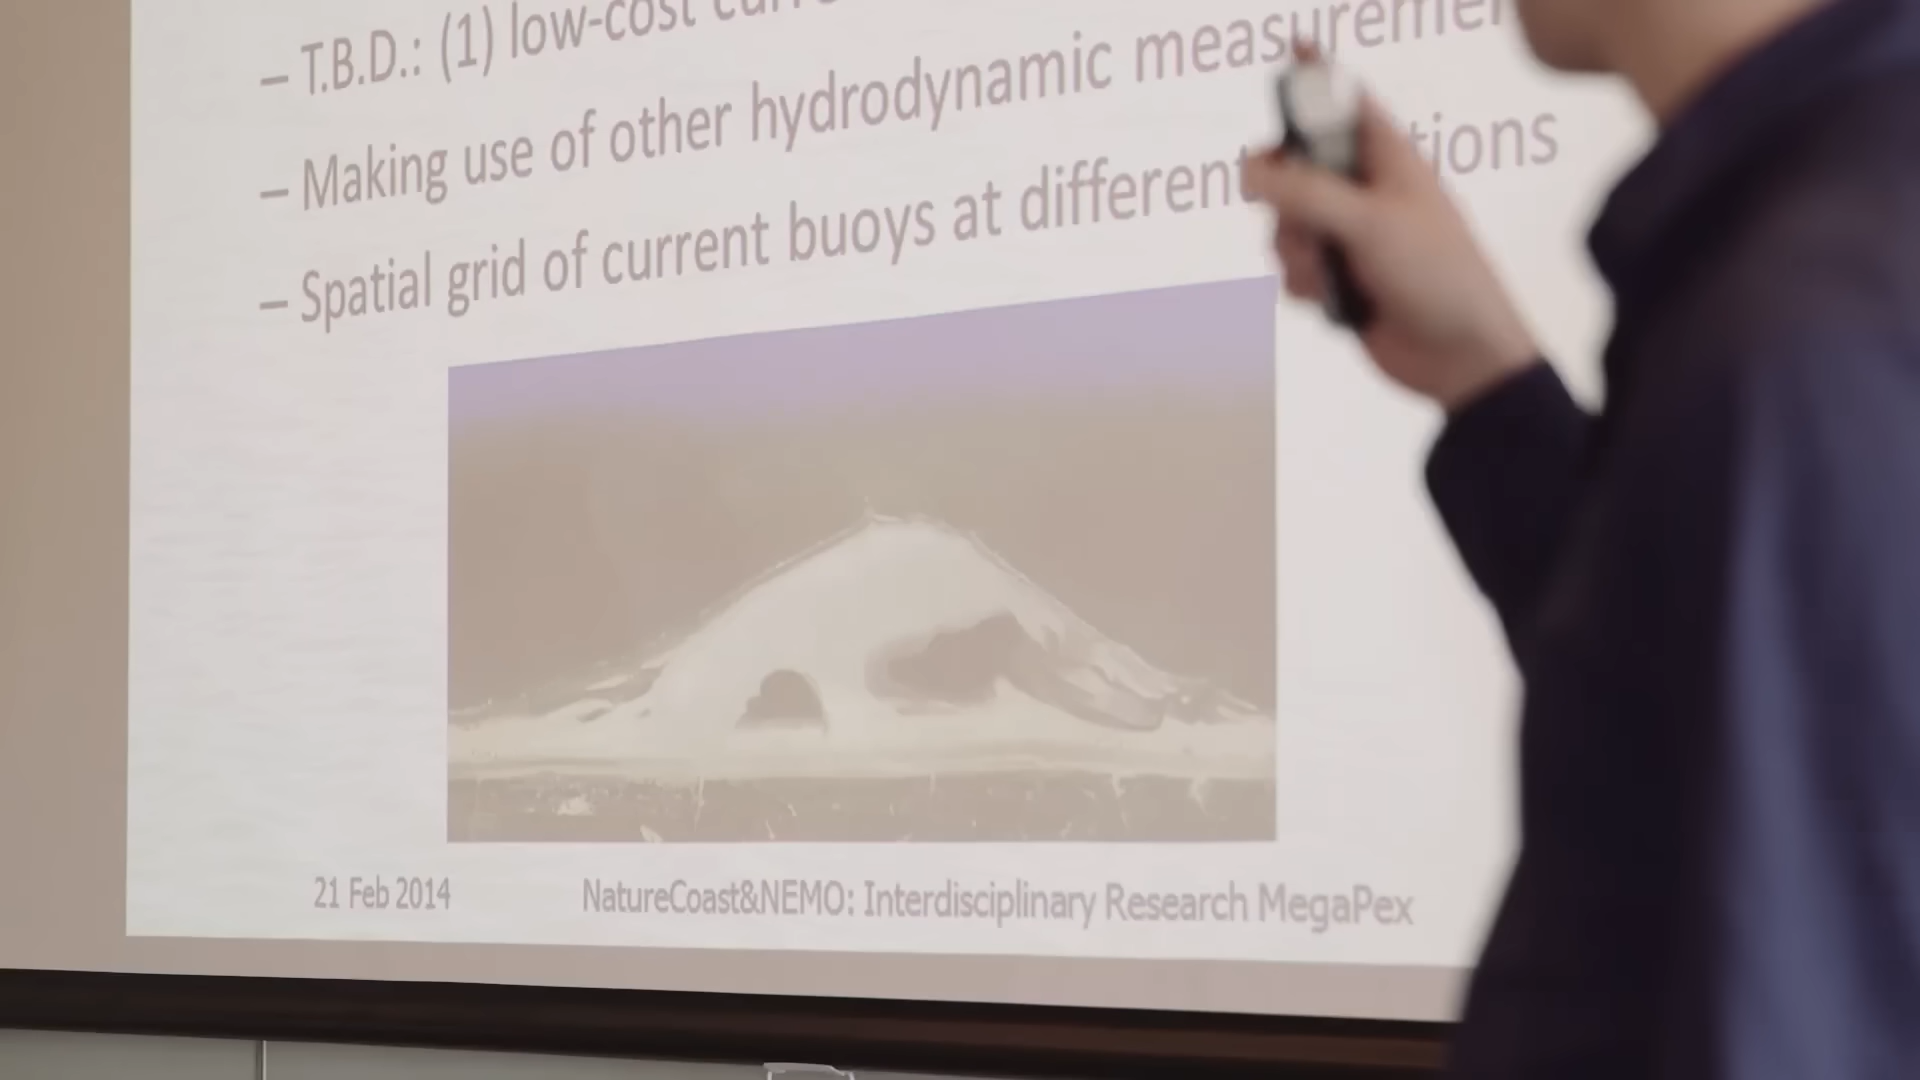 – T.B.D.: (1) low-cost
– Making use of other hydrodynamic
– Spatial grid of current buoys at different
21 Feb 2014
NatureCoast&NEMO: Interdisciplinary Research MegaPex